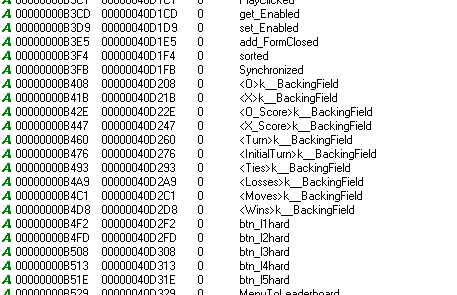 A 00000000B3CD 00000040D1CD 0 get_Enabled
A 00000000B3D9 00000040D1D9 0 set_Enabled
A 00000000B3E5 00000040D1E5 0 add_FormClosed
A 00000000B3F4 00000040D1F4 0 sorted
A 00000000B3FB 00000040D1FB 0 Synchronized
A 00000000B408 00000040D208 0 <O>k__BackingField
A 00000000B41B 00000040D21B 0 <X>k__BackingField
A 00000000B42E 00000040D22E 0 <O_Score>k__BackingField
A 00000000B447 00000040D247 0 <X_Score>k__BackingField
A 00000000B460 00000040D260 0 <Turn>k__BackingField
A 00000000B476 00000040D276 0 <InitialTurn>k__BackingField
A 00000000B493 00000040D293 0 <Ties>k__BackingField
A 00000000B4A9 00000040D2A9 0 <Losses>k__BackingField
A 00000000B4C1 00000040D2C1 0 <Moves>k__BackingField
A 00000000B4D8 00000040D2D8 0 <Wins>k__BackingField
A 00000000B4F2 00000040D2F2 0 btn_l1hard
A 00000000B4FD 00000040D2FD 0 btn_l2hard
A 00000000B508 00000040D308 0 btn_l3hard
A 00000000B513 00000040D313 0 btn_l4hard
A 00000000B51E 00000040D31E 0 btn_l5hard
A 00000000B529 00000040D329 0 MenuToLeaderboard